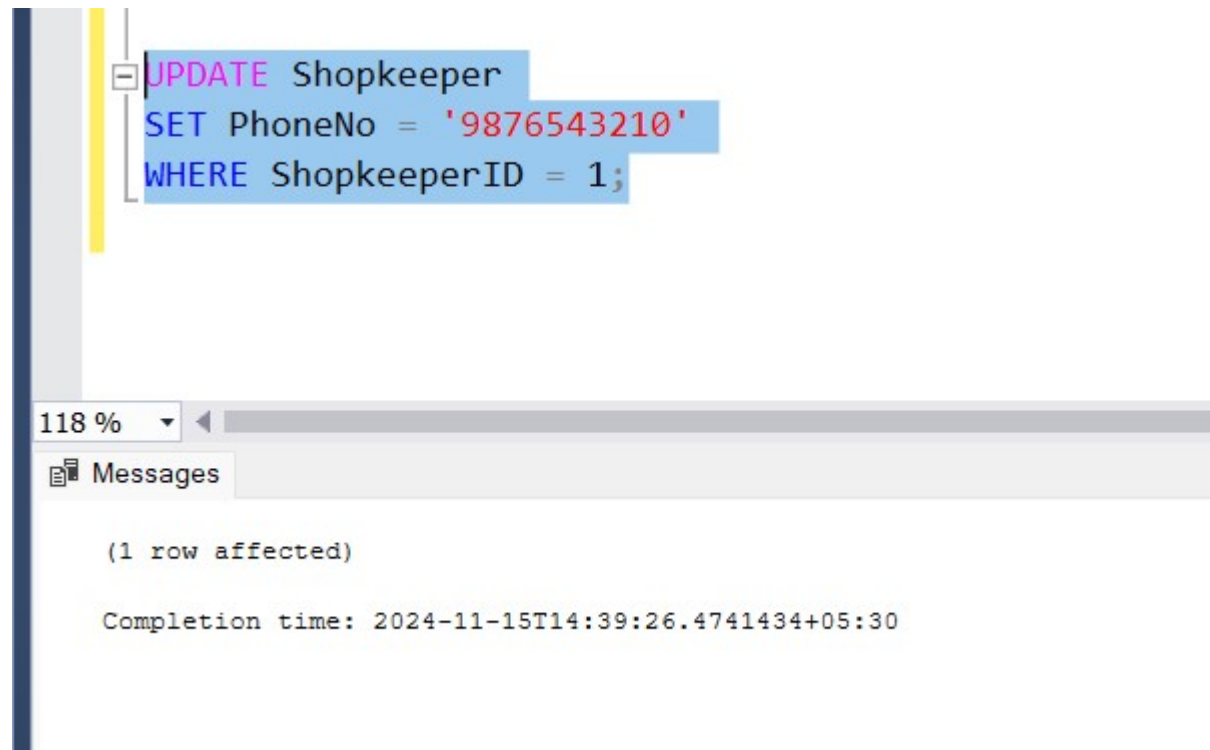 UPDATE Shopkeeper
SET PhoneNo = '9876543210'
WHERE ShopkeeperID = 1;
118 %
Messages
(1 row affected)
Completion time: 2024-11-15T14:39:26.4741434+05:30